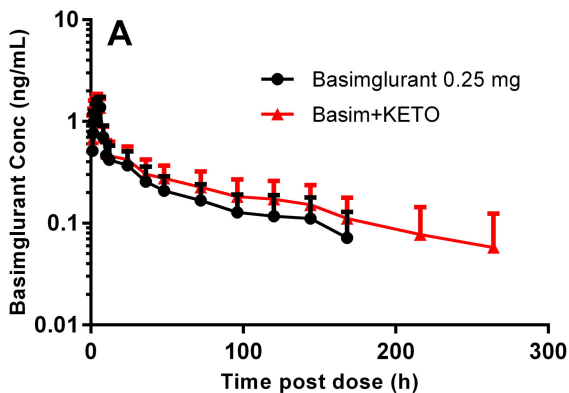 A
Basimglurant 0.25 mg
Basim+KETO
Basimglurant Conc (ng/mL)
10
1
0.1
0.01
0
100
200
300
Time post dose (h)